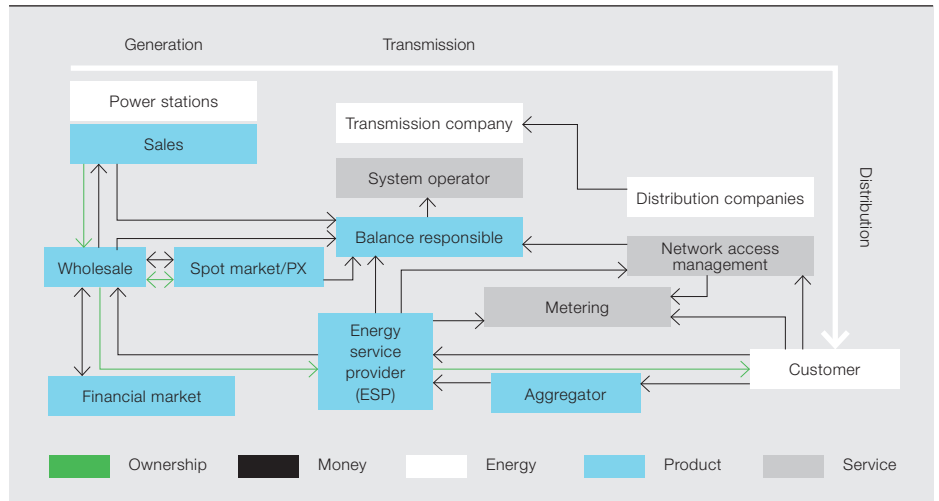 Generation
Transmission
Power stations
Sales
Transmission company
System operator
Distribution companies
Distribution
Balance responsible
Network access
management
Wholesale
Spot market/PX
Metering
Energy
service
provider
(ESP)
Customer
Financial market
Aggregator
Ownership
Money
Energy
Product
Service